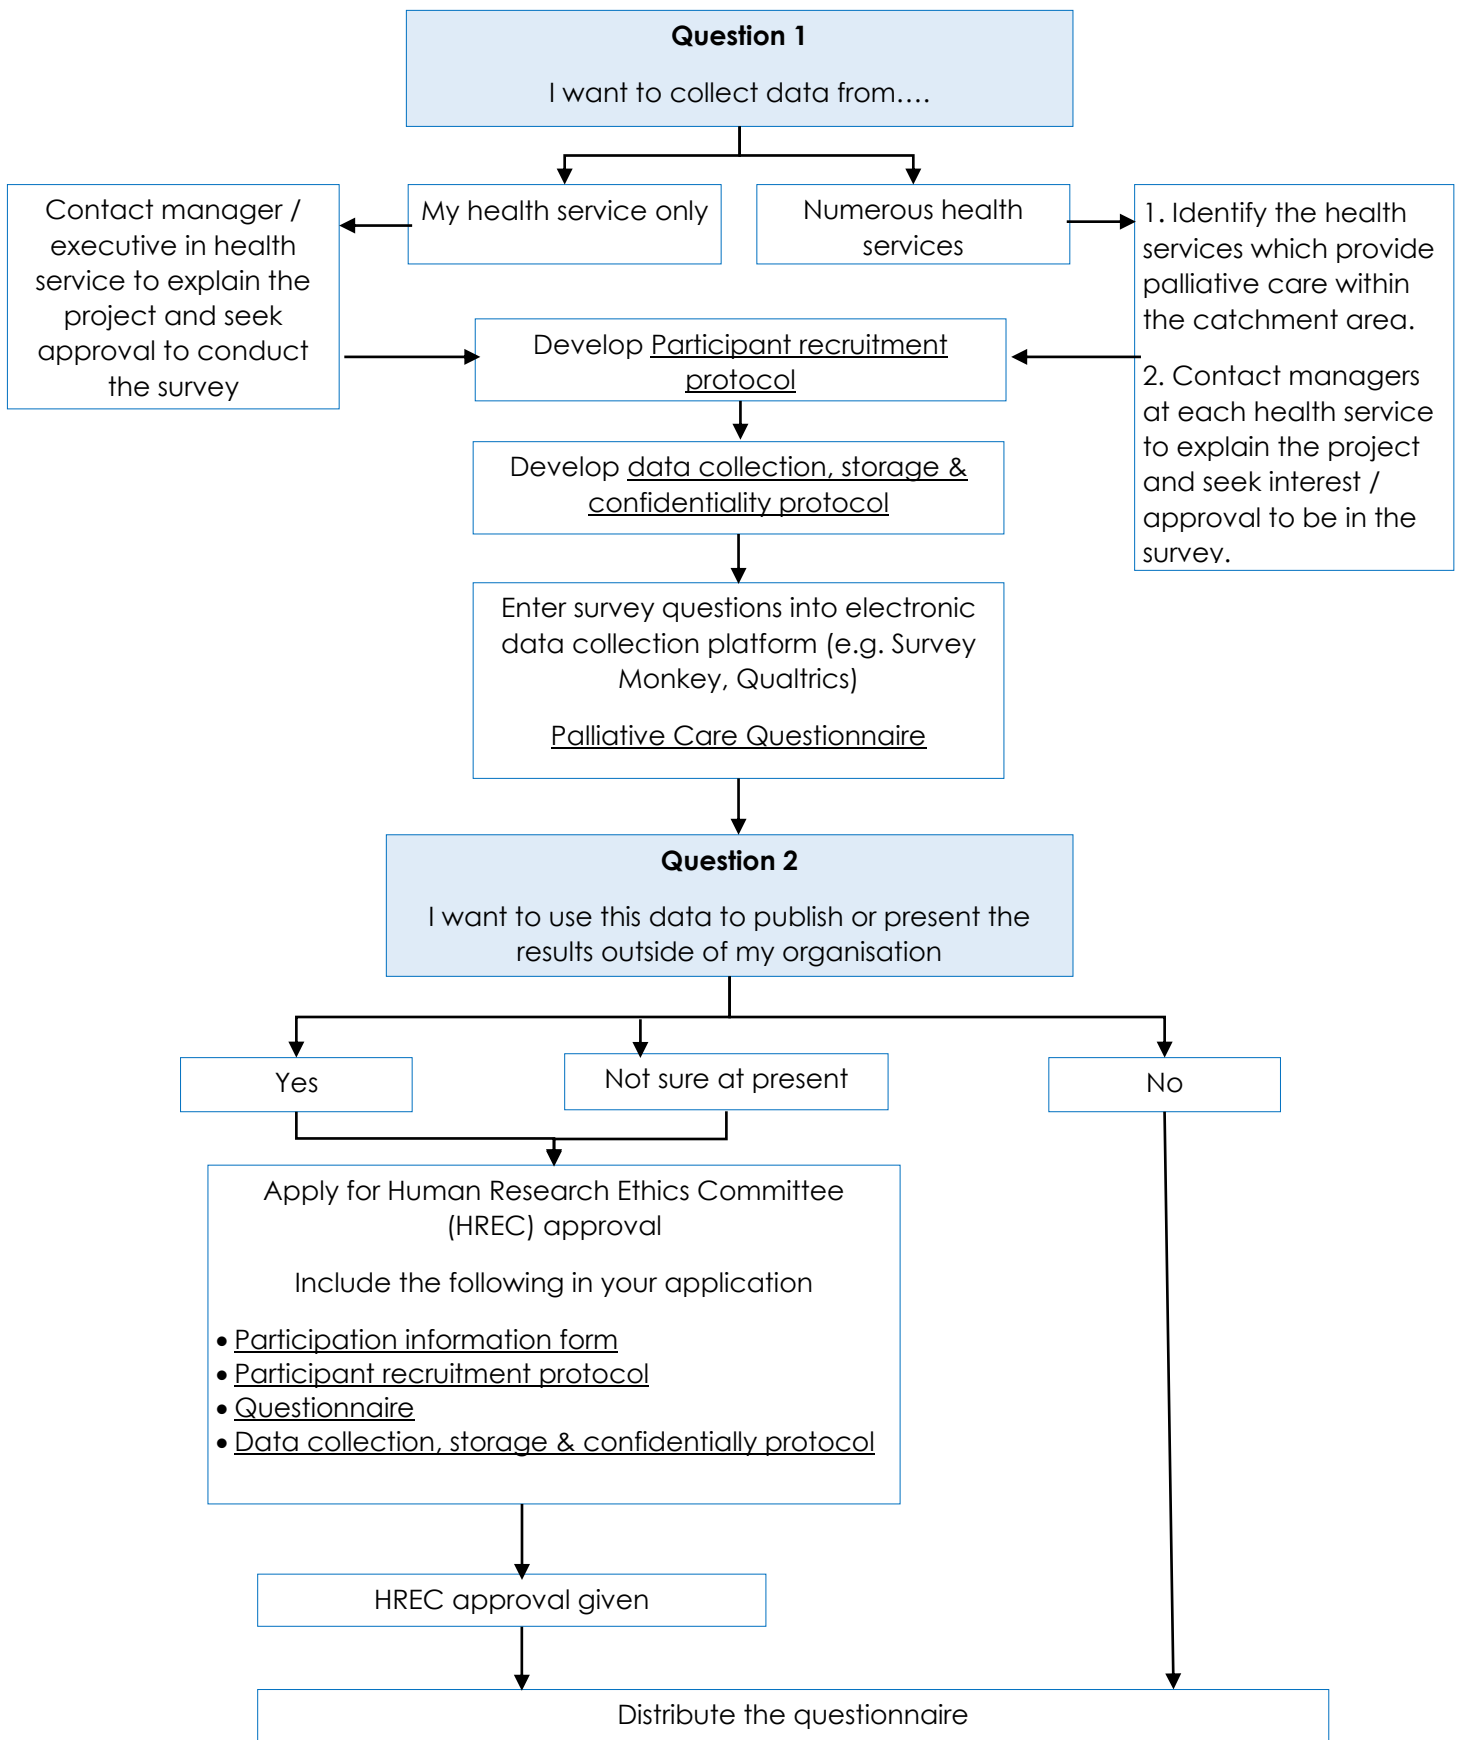 Question 1
I want to collect data from….
Contact manager /
executive in health
service to explain the
project and seek
approval to conduct
the survey
My health service only
Numerous health
services
1. Identify the health
services which provide
palliative care within
the catchment area.
2. Contact managers
at each health service
to explain the project
and seek interest /
approval to be in the
survey.
Develop Participant recruitment
protocol
Develop data collection, storage &
confidentiality protocol
Enter survey questions into electronic
data collection platform (e.g. Survey
Monkey, Qualtrics)
Palliative Care Questionnaire
Question 2
I want to use this data to publish or present the
results outside of my organisation
Yes
Not sure at present
No
Apply for Human Research Ethics Committee
(HREC) approval
Include the following in your application
• Participation information form
• Participant recruitment protocol
• Questionnaire
• Data collection, storage & confidentially protocol
HREC approval given
Distribute the questionnaire